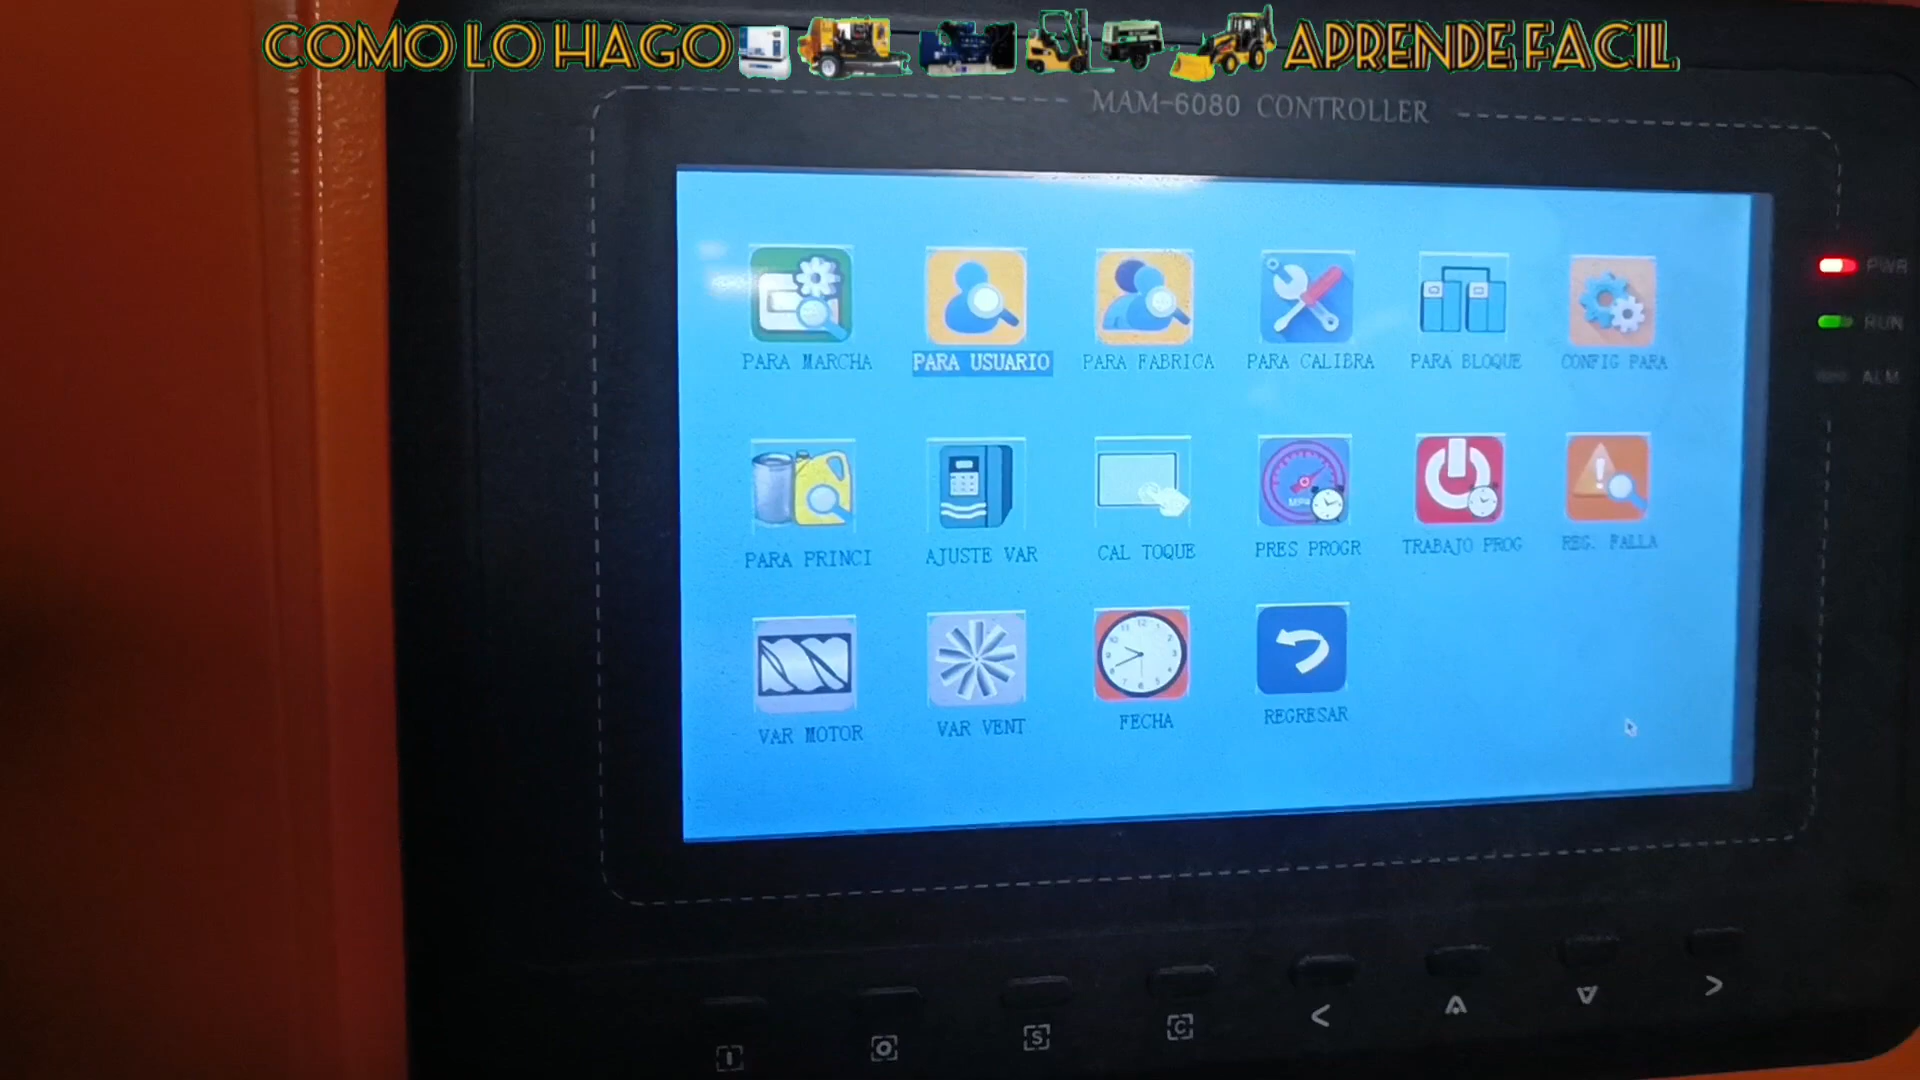 COMO LO HAGO APRENDE FACIL
MAM-6080 CONTROLLER
PWR
RUN
ALM
PARA MARCHA PARA USUARIO PARA FABRICA PARA CALIBRA PARA BLOQUE CONFIG PARA
PARA PRINCI AJUSTE VAR CAL TOQUE PRES PROGR TRABAJO PROG REG. FALLA
VAR MOTOR VAR VENT FECHA REGRESAR
I O S C < >